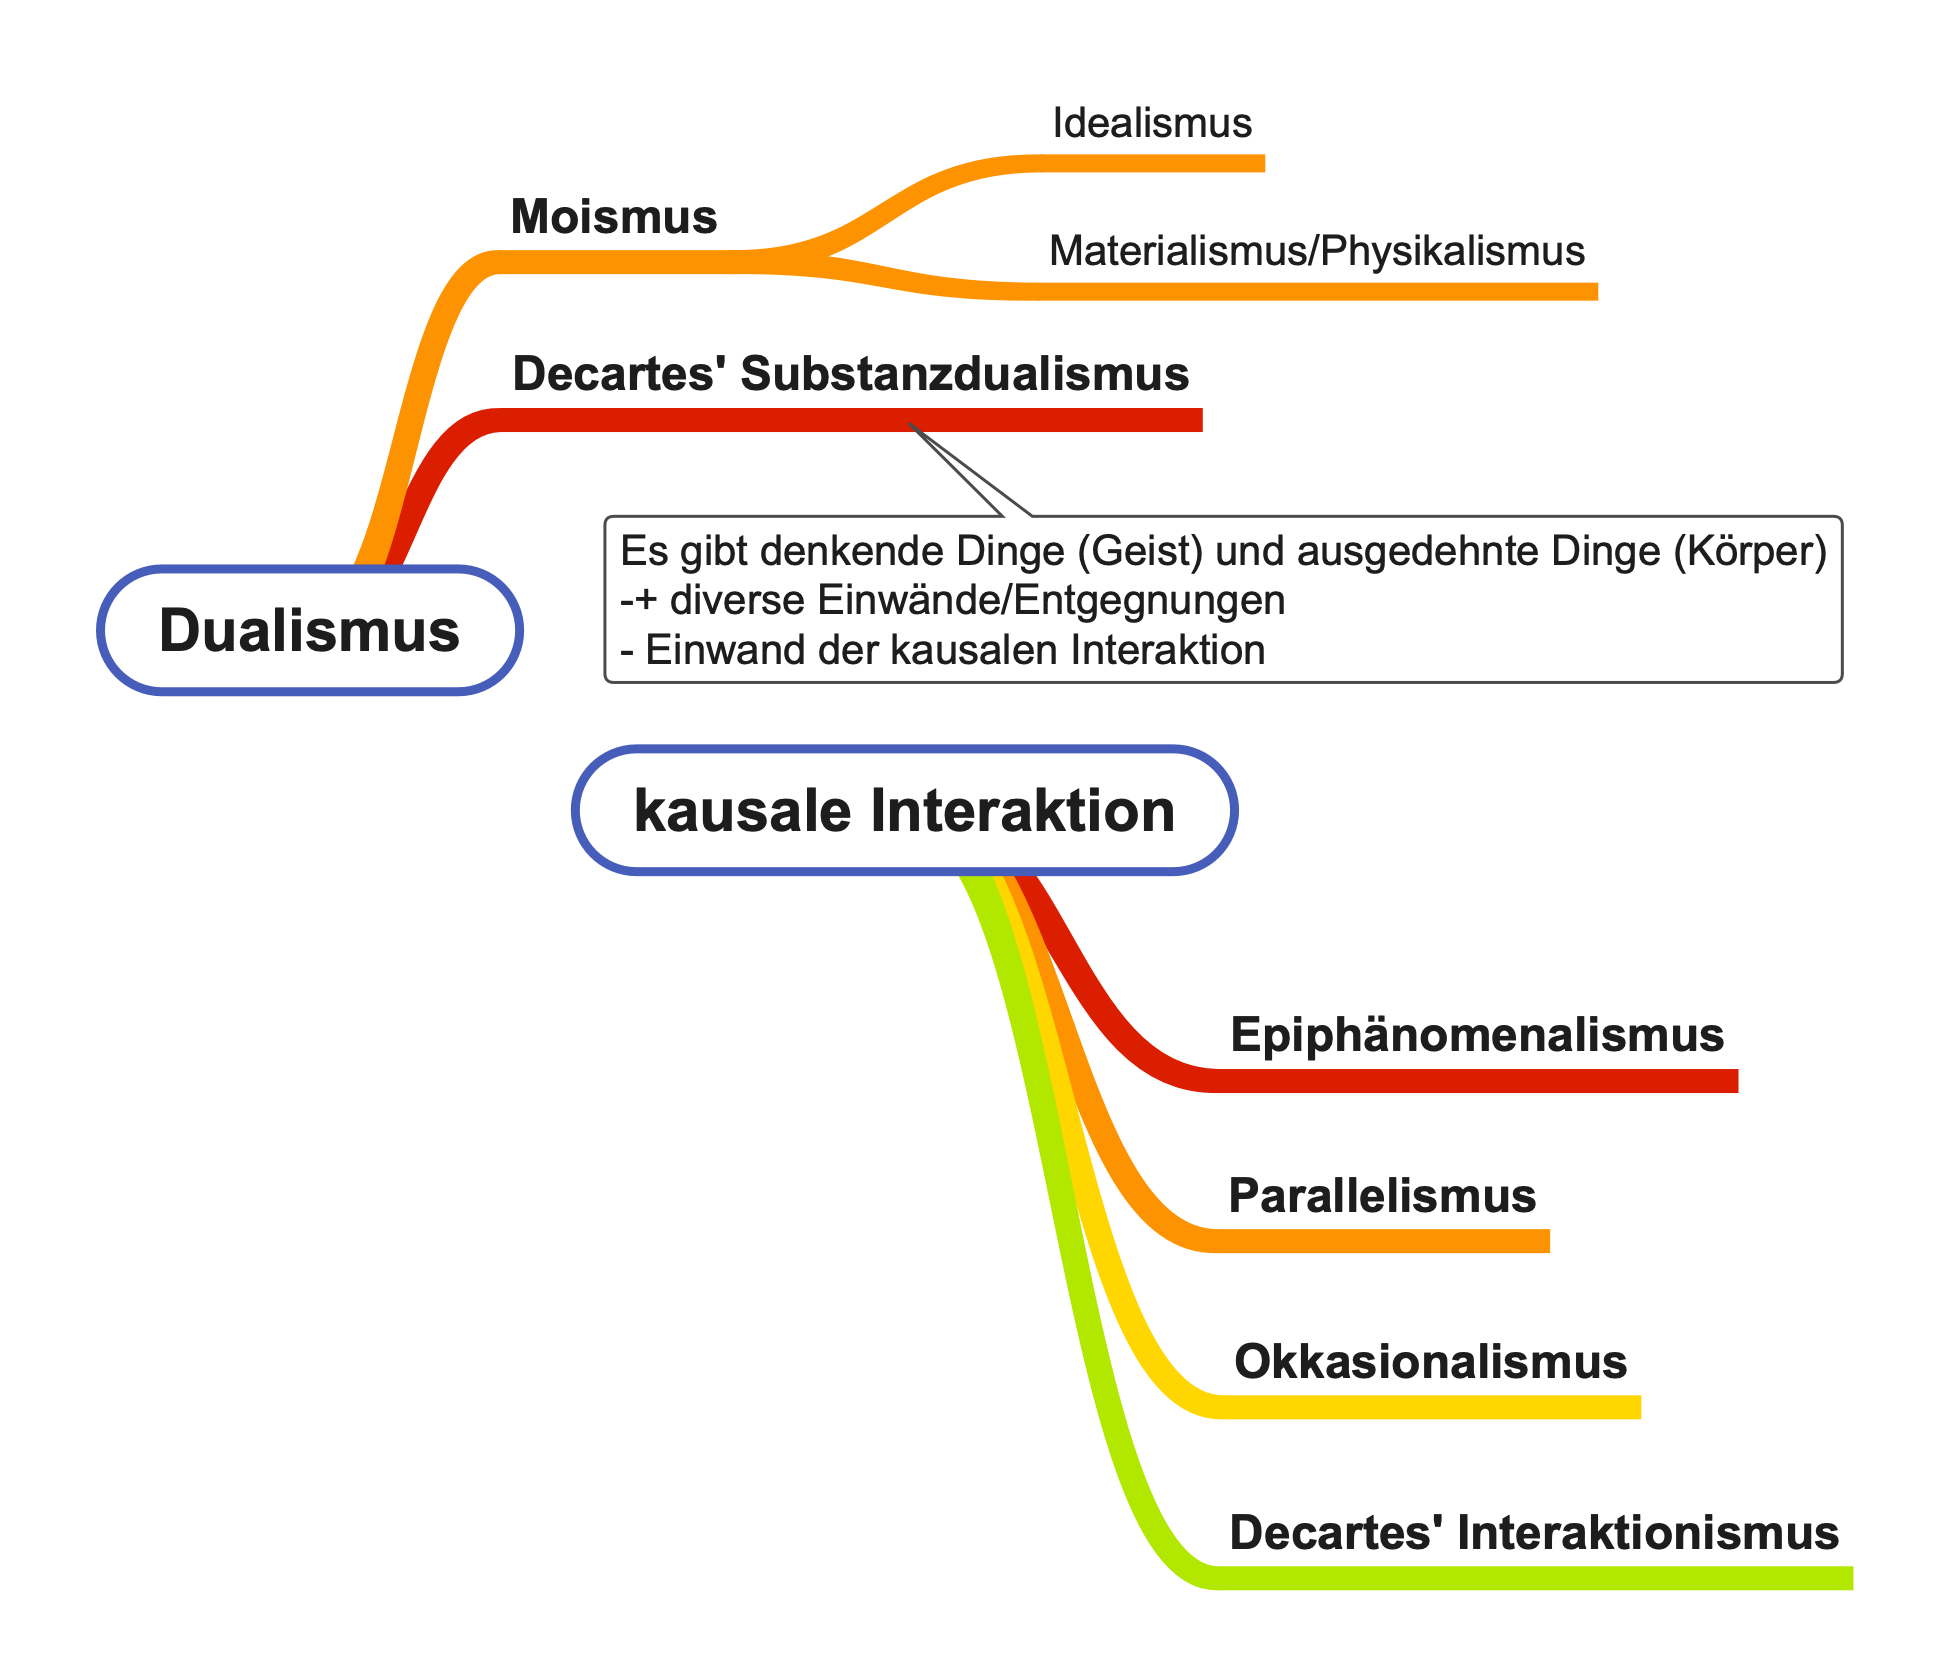 Idealismus
Moismus
Materialismus/Physikalismus
Decartes' Substanzdualismus
Es gibt denkende Dinge (Geist) und ausgedehnte Dinge (Körper)
-+ diverse Einwände/Entgegnungen
- Einwand der kausalen Interaktion
Dualismus
kausale Interaktion
Epiphänomenalismus
Parallelismus
Okkasionalismus
Decartes' Interaktionismus